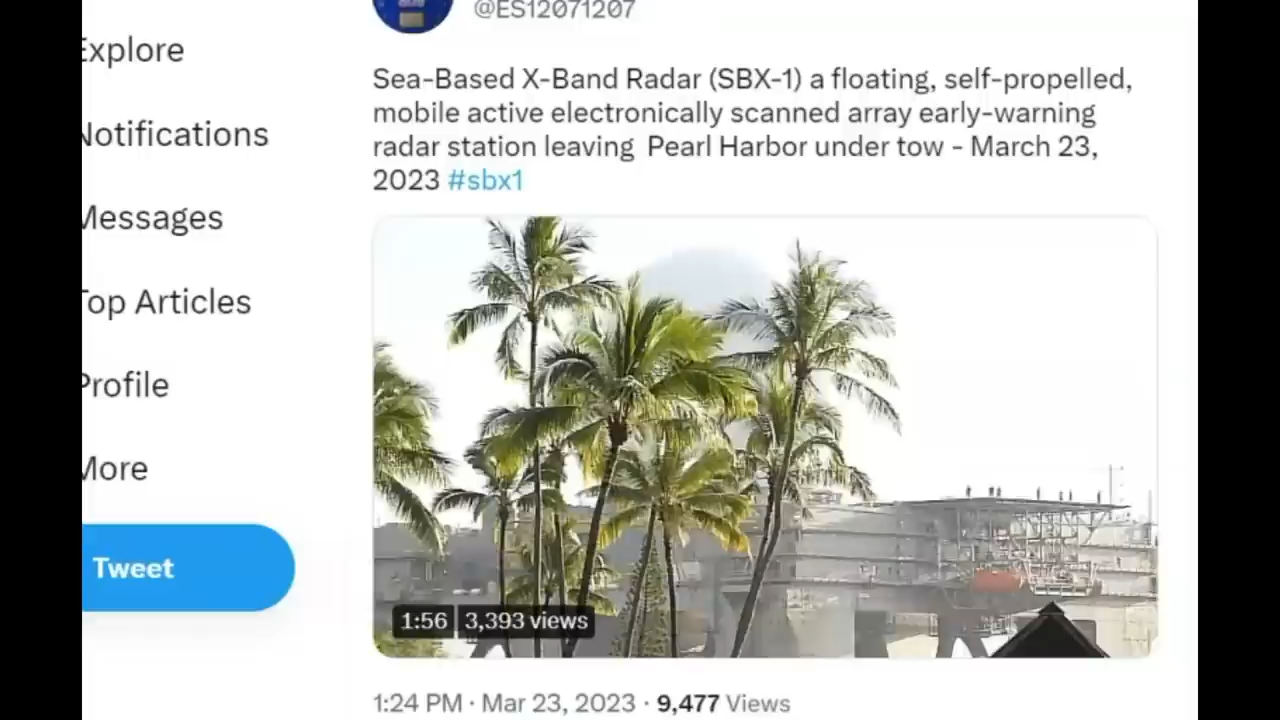 @ES12071207
Explore
Notifications
Messages
Top Articles
Profile
More
Tweet
Sea-Based X-Band Radar (SBX-1) a floating, self-propelled,
mobile active electronically scanned array early-warning
radar station leaving Pearl Harbor under tow - March 23,
2023 #sbx1
1:56 3,393 views
1:24 PM · Mar 23, 2023 · 9,477 Views